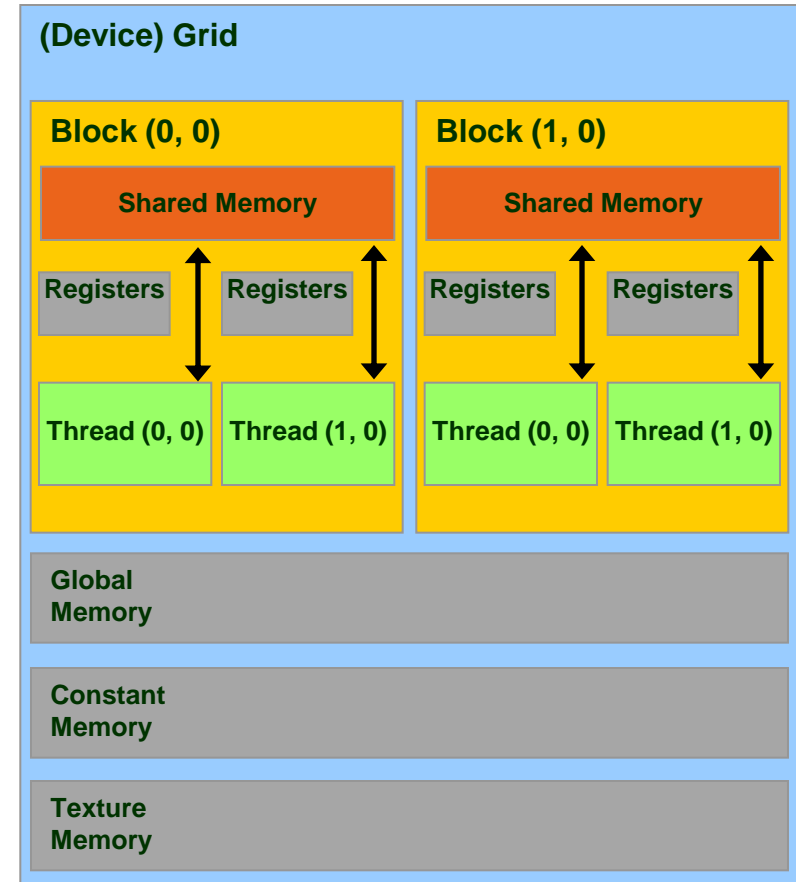 (Device) Grid
Block (0, 0)
Shared Memory
Registers
Registers
Thread (0, 0)
Thread (1, 0)
Block (1, 0)
Shared Memory
Registers
Registers
Thread (0, 0)
Thread (1, 0)
Global
Memory
Constant
Memory
Texture
Memory